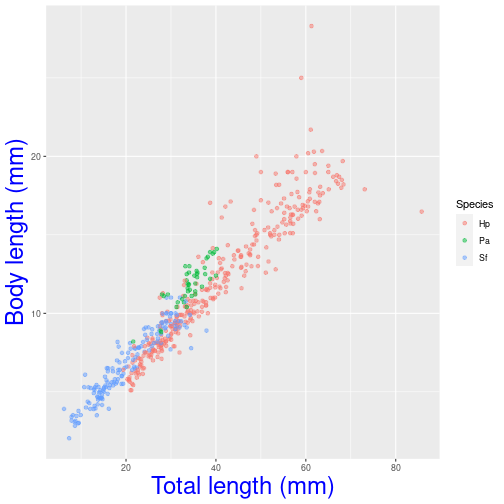 Body length (mm)
20
10
20
40
60
80
Total length (mm)
Species
Hp
Pa
Sf